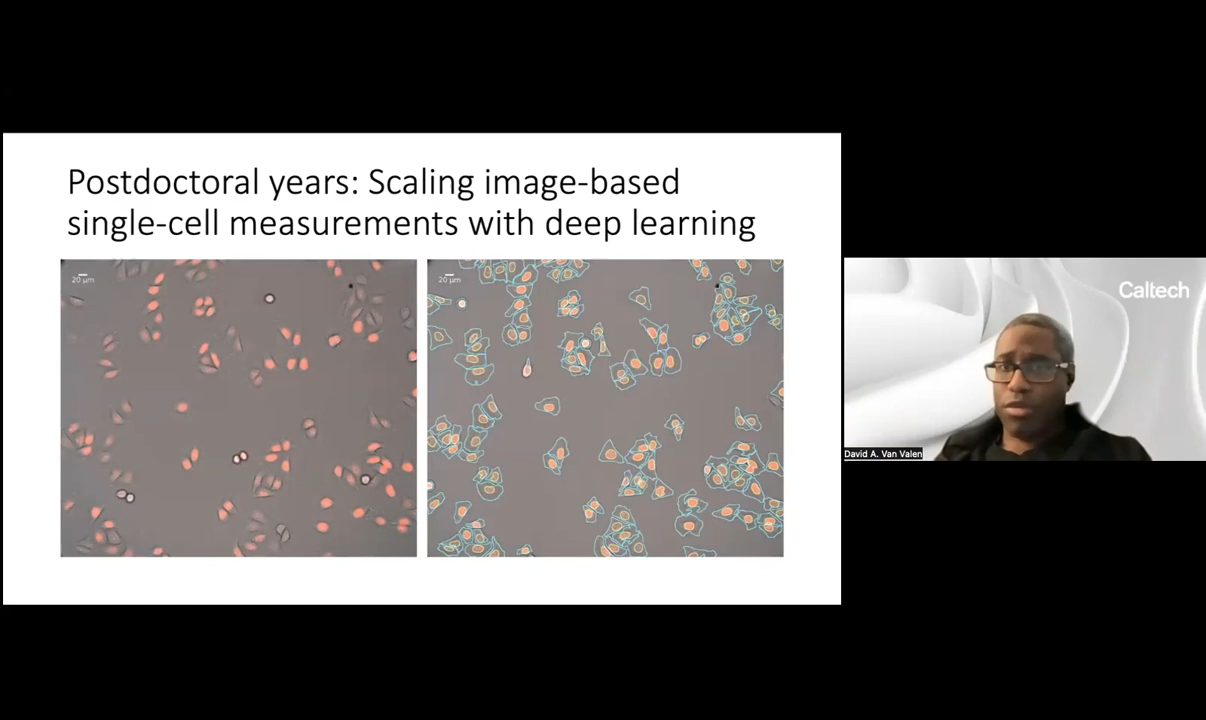 Postdoctoral years: Scaling image-based
single-cell measurements with deep learning
20 μm
20 μm
Caltech
David A. Van Valen